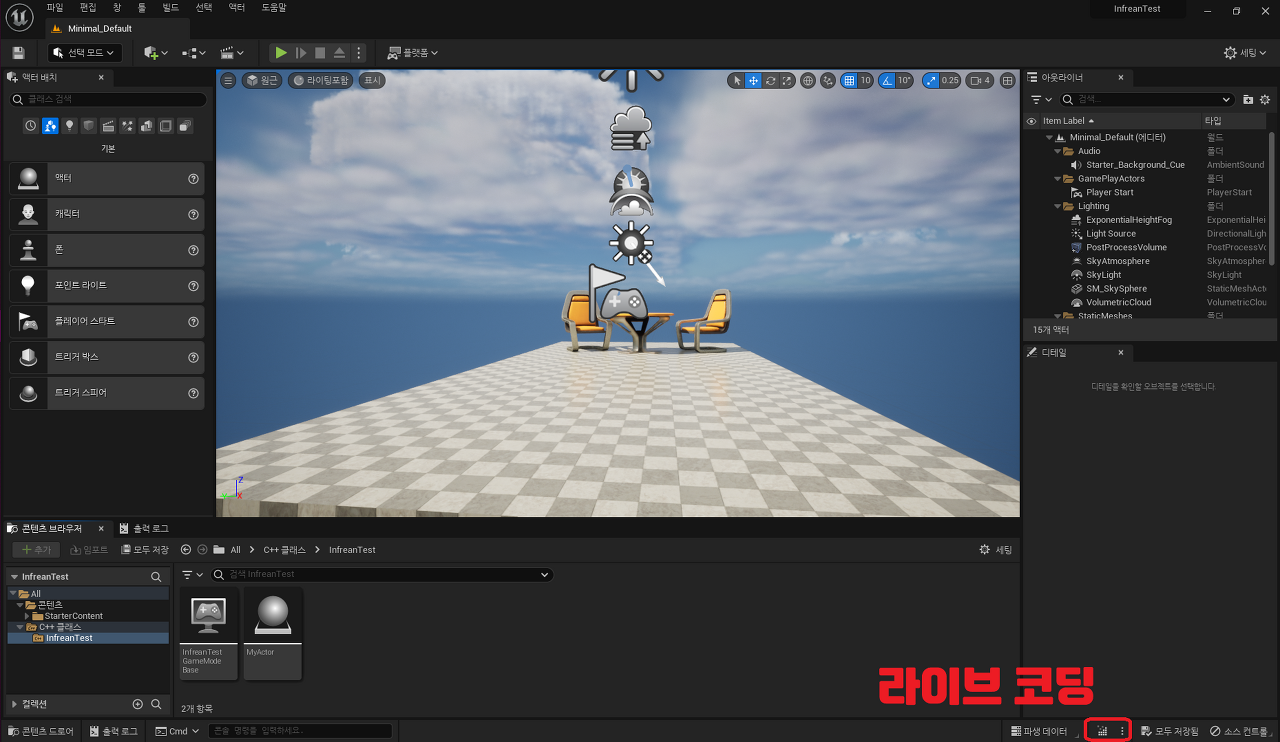 파일 편집 창 툴 빌드 선택 액터 도움말
InfreanTest
Minimal_Default
선택 모드
플랫폼
세팅
액터 배치
클래스 검색
기본
액터
캐릭터
폰
포인트 라이트
플레이어 스타트
트리거 박스
트리거 스피어
원근
라이팅포함
표시
10
10°
0.25
4
Z
X
아웃라이너
검색...
Item Label 타입
Minimal_Default (에디터) 월드
Audio 폴더
Starter_Background_Cue AmbientSound
GamePlayActors 폴더
Player Start PlayerStart
Lighting 폴더
ExponentialHeightFog ExponentialHei
Light Source DirectionalLigh
PostProcessVolume PostProcessVo
SkyAtmosphere SkyAtmospher
SkyLight SkyLight
SM_SkySphere StaticMeshActo
VolumetricCloud VolumetricClou
StaticMeshes 폴더
15개 액터
디테일
디테일을 확인할 오브젝트를 선택합니다.
콘텐츠 브라우저 출력 로그
추가 임포트 모두 저장 All C++ 클래스 InfreanTest 세팅
InfreanTest
All
콘텐츠
StarterContent
C++ 클래스
InfreanTest
컬렉션
검색 InfreanTest
InfreanTest
GameMode
Base
MyActor
2개 항목
라이브 코딩
콘텐츠 드로어 출력 로그 Cmd 콘솔 명령을 입력하세요. 파생 데이터 모두 저장됨 소스 컨트롤